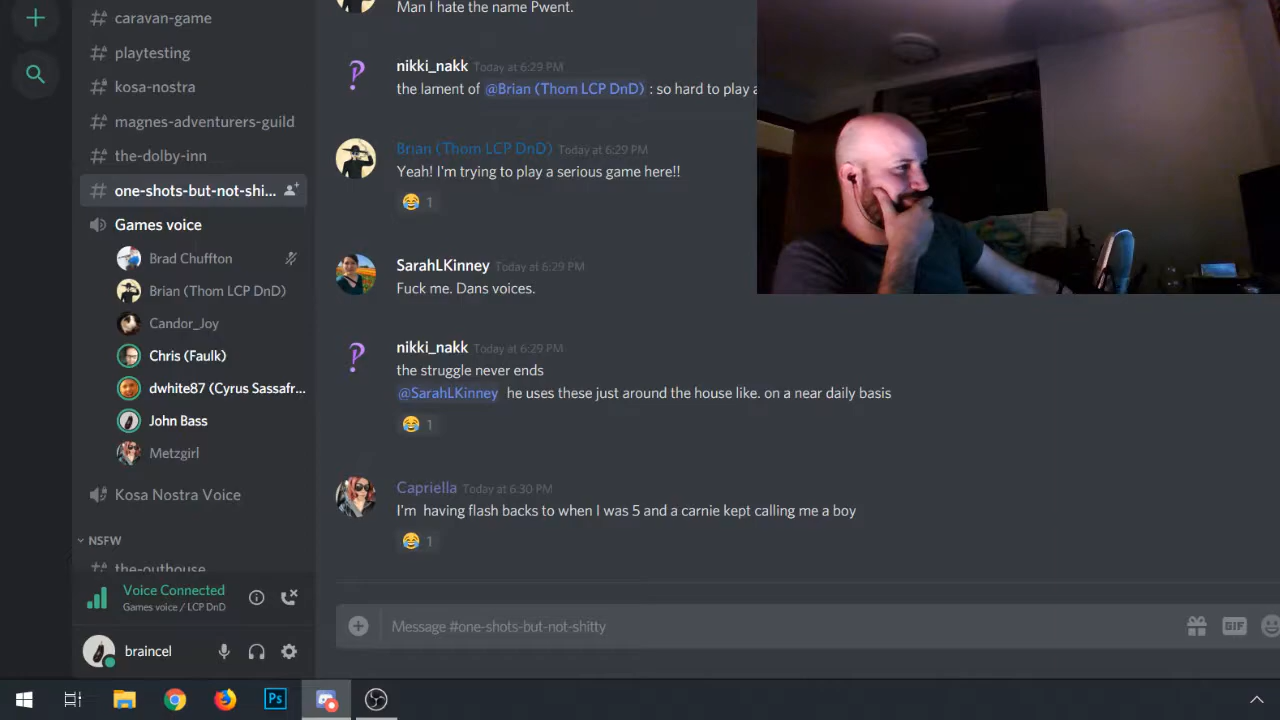 caravan-game
playtesting
kosa-nostra
magnes-adventurers-guild
the-dolby-inn
one-shots-but-not-shi...
Games voice
Brad Chuffton
Brian (Thom LCP DnD)
Candor_Joy
Chris (Faulk)
dwhite87 (Cyrus Sassafr...
John Bass
Metzgirl
Kosa Nostra Voice
NSFW
the-outhouse
Voice Connected
Games voice / LCP DnD
braincel
Man I hate the name Pwent.
nikki_nakk Today at 6:29 PM
the lament of @Brian (Thom LCP DnD) : so hard to play a
Brian (Thom LCP DnD) Today at 6:29 PM
Yeah! I'm trying to play a serious game here!!
1
SarahLKinney Today at 6:29 PM
Fuck me. Dans voices.
nikki_nakk Today at 6:29 PM
the struggle never ends
@SarahLKinney he uses these just around the house like. on a near daily basis
1
Capriella Today at 6:30 PM
I'm having flash backs to when I was 5 and a carnie kept calling me a boy
1
Message #one-shots-but-not-shitty
GIF
Ps